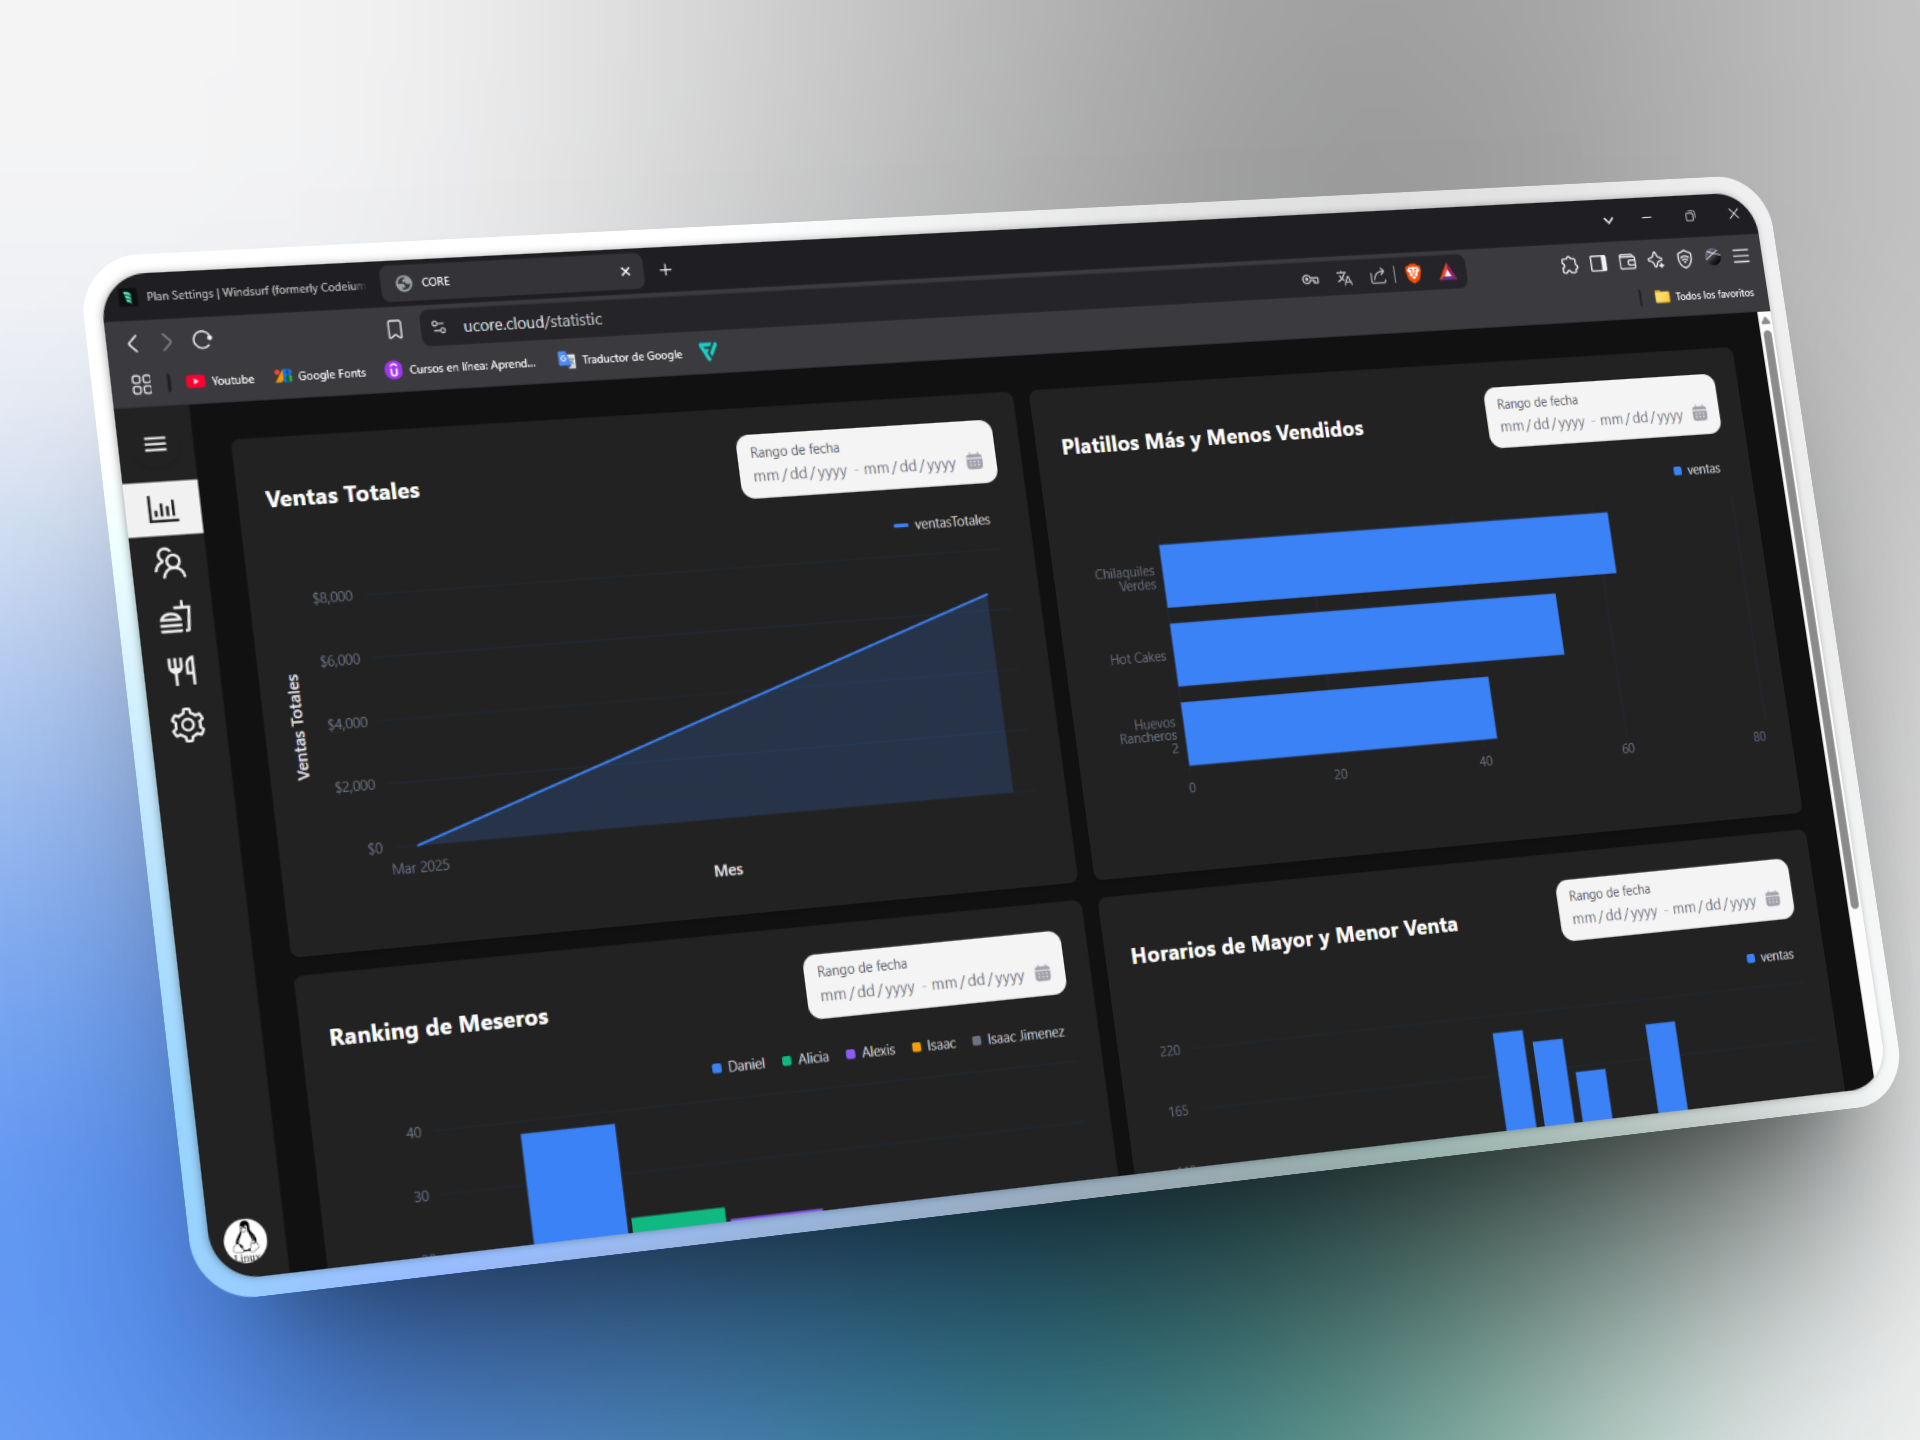 Plan Settings | Windsurf (formerly Codeium
CORE
ucore.cloud/statistic
Youtube
Google Fonts
Cursos en línea: Aprend...
Traductor de Google
Todos los favoritos
Ventas Totales
Rango de fecha
mm/dd/yyyy - mm/dd/yyyy
ventasTotales
$8,000
$6,000
$4,000
$2,000
$0
Ventas Totales
Mar 2025
Mes
Platillos Más y Menos Vendidos
Rango de fecha
mm/dd/yyyy - mm/dd/yyyy
ventas
Chilaquiles
Verdes
Hot Cakes
Huevos
Rancheros
2
0 20 40 60 80
Ranking de Meseros
Rango de fecha
mm/dd/yyyy - mm/dd/yyyy
Daniel Alicia Alexis Isaac Isaac Jimenez
40
30
Horarios de Mayor y Menor Venta
Rango de fecha
mm/dd/yyyy - mm/dd/yyyy
ventas
220
165
Linux